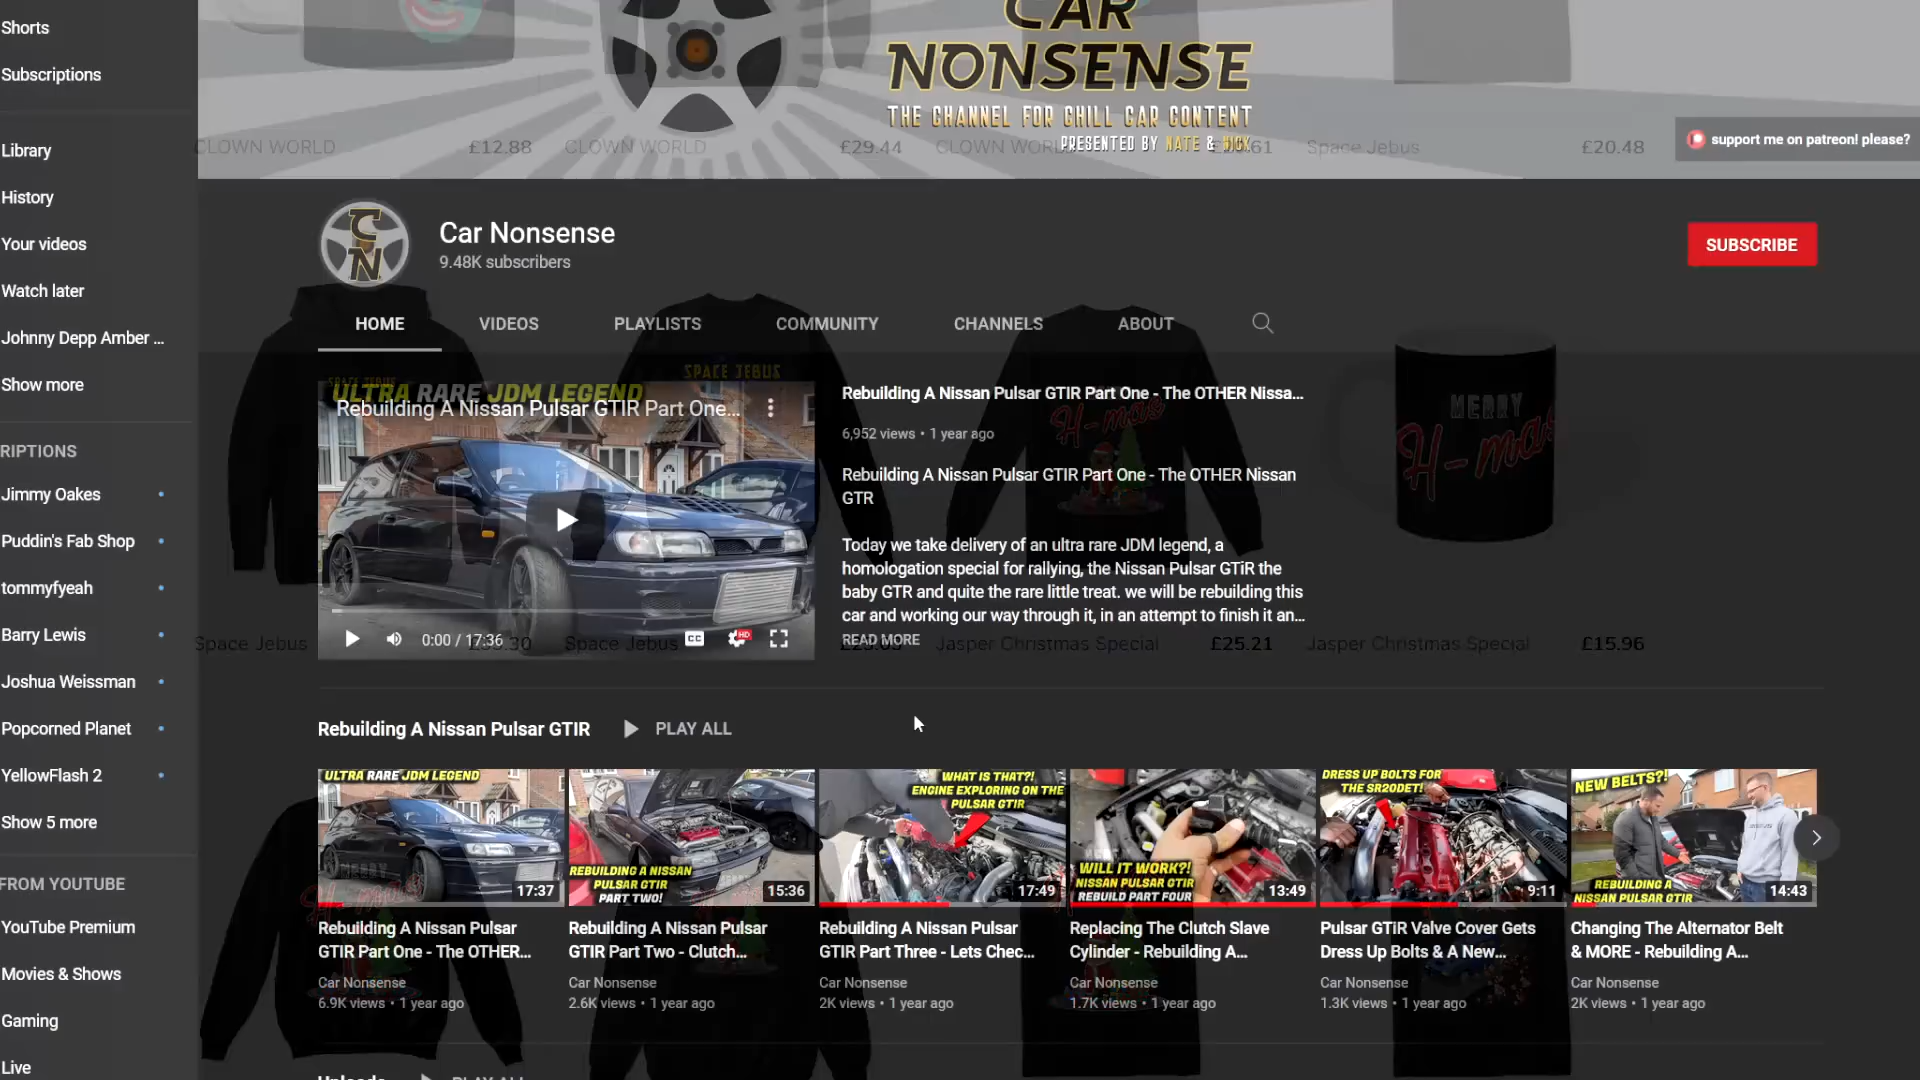 Shorts
Subscriptions
Library
History
Your videos
Watch later
Johnny Depp Amber ...
Show more
RIPTIONS
Jimmy Oakes
Puddin's Fab Shop
tommyfyeah
Barry Lewis
Joshua Weissman
Popcorned Planet
YellowFlash 2
Show 5 more
FROM YOUTUBE
YouTube Premium
Movies & Shows
Gaming
Live
CAR
NONSENSE
THE CHANNEL FOR CHILL CAR CONTENT
PRESENTED BY NATE & NICK
CLOWN WORLD £12.88 CLOWN WORLD £29.44 CLOWN WORLD Space Jebus £20.48
support me on patreon! please?
Car Nonsense
9.48K subscribers
SUBSCRIBE
HOME VIDEOS PLAYLISTS COMMUNITY CHANNELS ABOUT
SPACE JEBUS
SPACE JEBUS
ULTRA RARE JDM LEGEND
Rebuilding A Nissan Pulsar GTIR Part One...
0:00 / 17:36
CC
HD
Rebuilding A Nissan Pulsar GTIR Part One - The OTHER Nissa...
6,952 views • 1 year ago
Rebuilding A Nissan Pulsar GTIR Part One - The OTHER Nissan
GTR
Today we take delivery of an ultra rare JDM legend, a
homologation special for rallying, the Nissan Pulsar GTiR the
baby GTR and quite the rare little treat. we will be rebuilding this
car and working our way through it, in an attempt to finish it an...
READ MORE
H-mas
MERRY
H-mas
Space Jebus Space Jebus Jasper Christmas Special £25.21 Jasper Christmas Special £15.96
Rebuilding A Nissan Pulsar GTIR PLAY ALL
ULTRA RARE JDM LEGEND
17:37
Rebuilding A Nissan Pulsar
GTIR Part One - The OTHER...
Car Nonsense
6.9K views • 1 year ago
REBUILDING A NISSAN
PULSAR GTIR
PART TWO!
15:36
Rebuilding A Nissan Pulsar
GTIR Part Two - Clutch...
Car Nonsense
2.6K views • 1 year ago
WHAT IS THAT?!
ENGINE EXPLORING ON THE
PULSAR GTIR
17:49
Rebuilding A Nissan Pulsar
GTIR Part Three - Lets Chec...
Car Nonsense
2K views • 1 year ago
WILL IT WORK?!
NISSAN PULSAR GTIR
REBUILD PART FOUR
13:49
Replacing The Clutch Slave
Cylinder - Rebuilding A...
Car Nonsense
1.7K views • 1 year ago
DRESS UP BOLTS FOR
THE SR20DET!
9:11
Pulsar GTiR Valve Cover Gets
Dress Up Bolts & A New...
Car Nonsense
1.3K views • 1 year ago
NEW BELTS?!
REBUILDING A
NISSAN PULSAR GTIR
14:43
Changing The Alternator Belt
& MORE - Rebuilding A...
Car Nonsense
2K views • 1 year ago
Uploads PLAY ALL